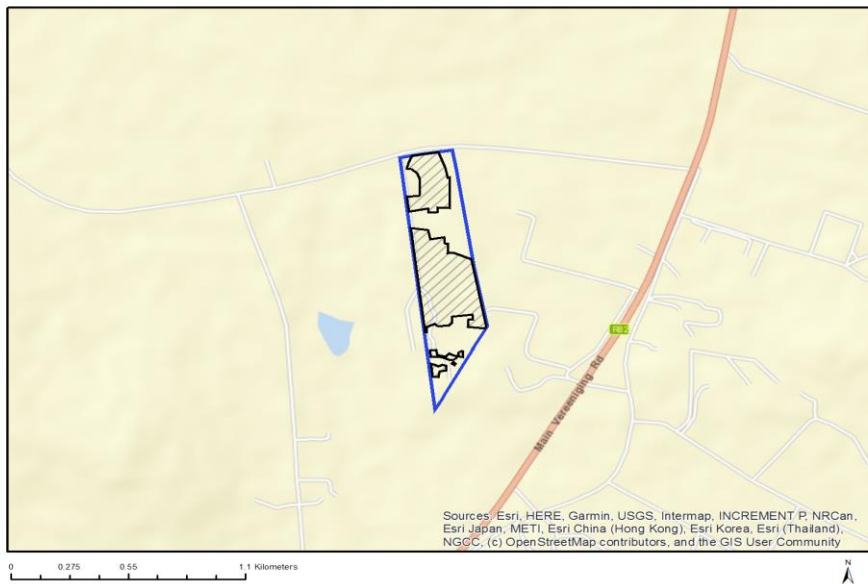 R82
Main Vereeniging Rd
Sources: Esri, HERE, Garmin, USGS, Intermap, INCREMENT P, NRCan,
Esri Japan, METI, Esri China (Hong Kong), Esri Korea, Esri (Thailand),
NGCC, (c) OpenStreetMap contributors, and the GIS User Community
0 0.275 0.55 1.1 Kilometers
N